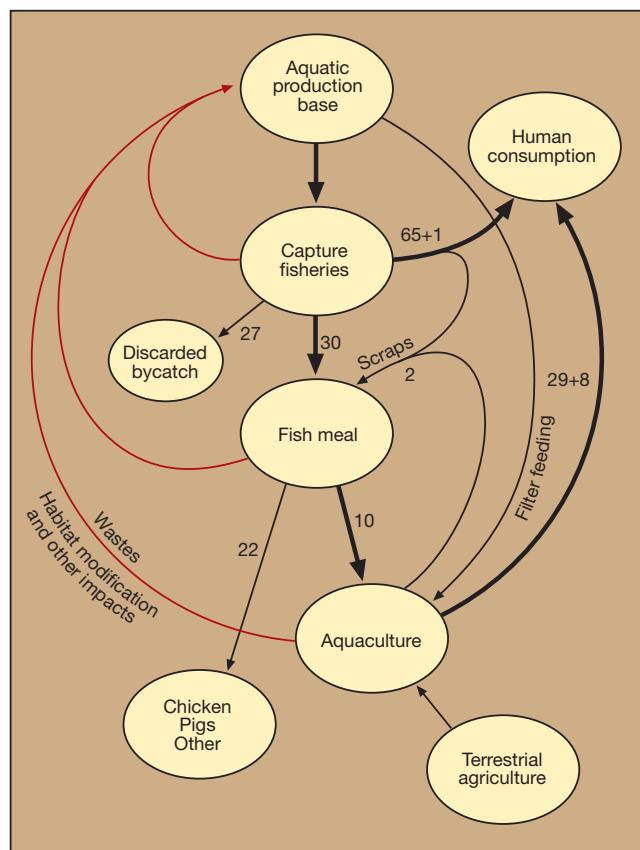 Aquatic
production
base
Human
consumption
65+1
Capture
fisheries
27
30
Scraps
2
Discarded
bycatch
29+8
Filter feeding
Fish meal
10
22
Wastes
Habitat modification
and other impacts
Aquaculture
Chicken
Pigs
Other
Terrestrial
agriculture